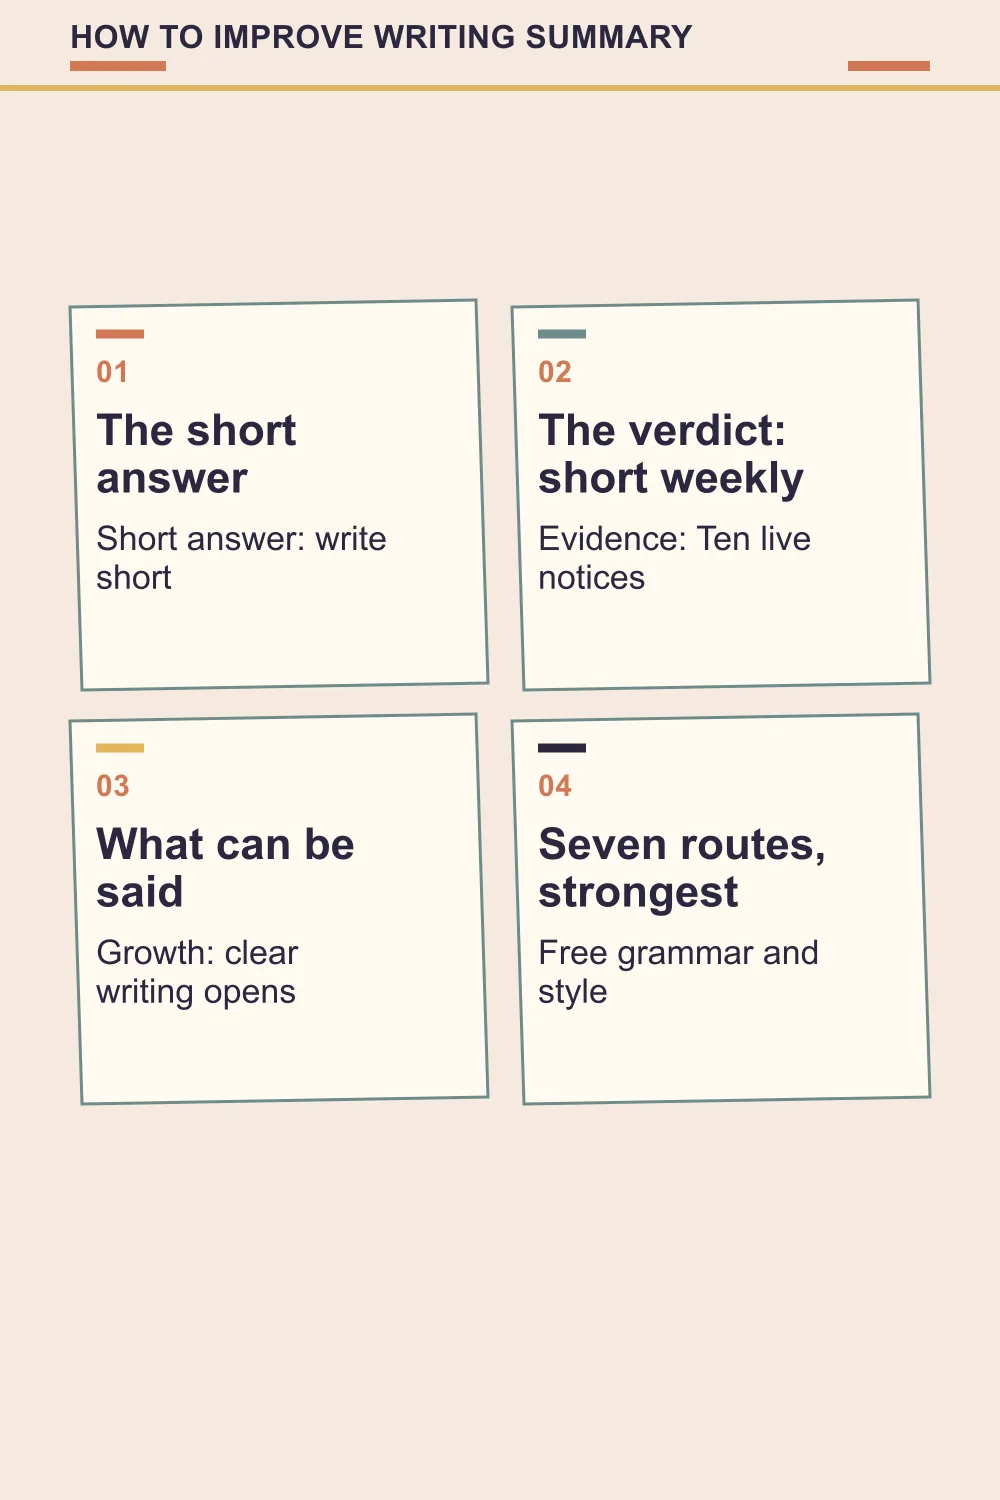 HOW TO IMPROVE WRITING SUMMARY
01
The short
answer
Short answer: write
short
02
The verdict:
short weekly
Evidence: Ten live
notices
03
What can be
said
Growth: clear
writing opens
04
Seven routes,
strongest
Free grammar and
style